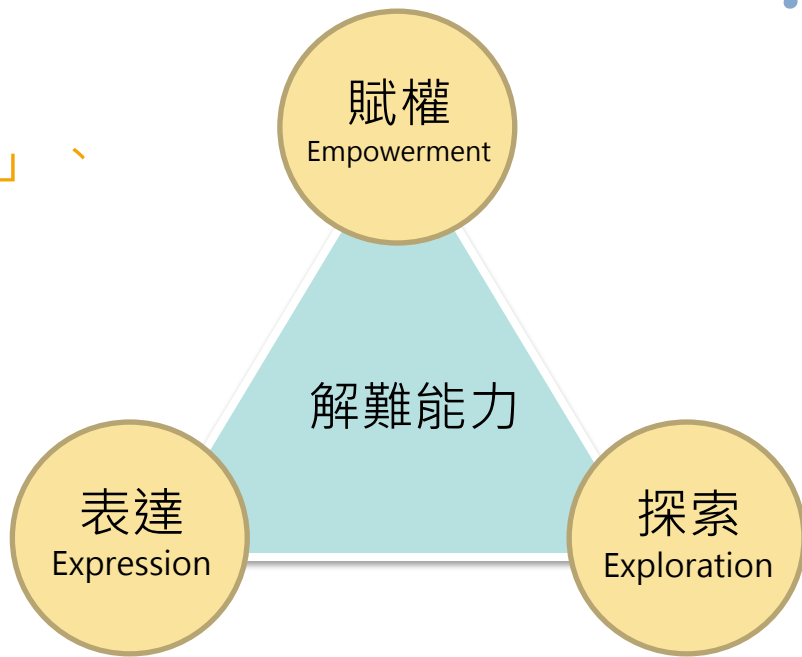 賦權
Empowerment
」、
解難能力
表達
Expression
探索
Exploration